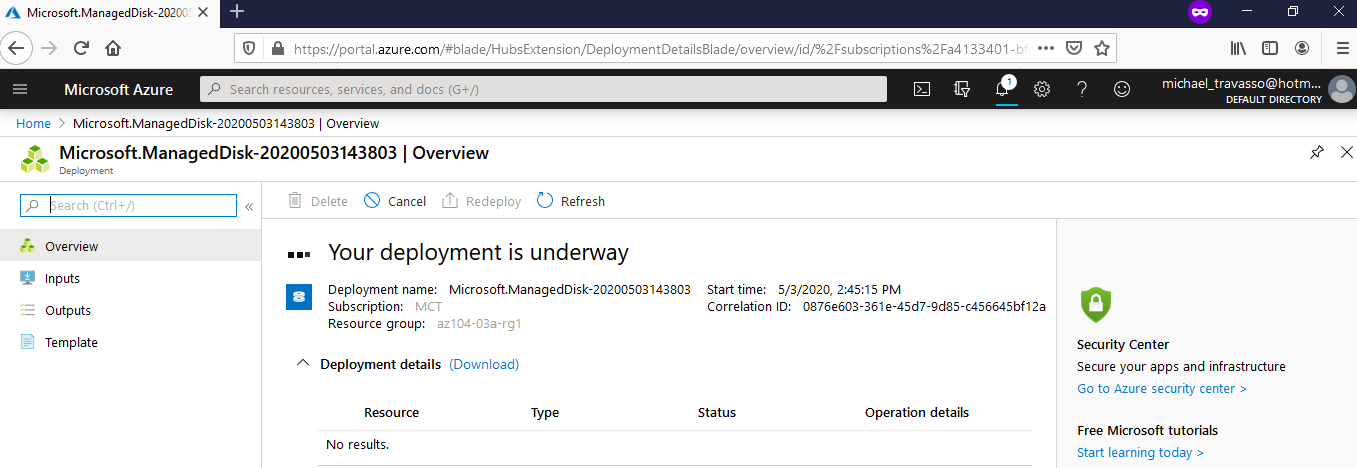 Microsoft.ManagedDisk-20200503143803
https://portal.azure.com/#blade/HubsExtension/DeploymentDetailsBlade/overview/id/%2Fsubscriptions%2Fa4133401-bf
Microsoft Azure
Search resources, services, and docs (G+/)
1
michael_travasso@hotm...
DEFAULT DIRECTORY
Home > Microsoft.ManagedDisk-20200503143803 | Overview
Microsoft.ManagedDisk-20200503143803 | Overview
Deployment
Search (Ctrl+/)
«
Overview
Inputs
Outputs
Template
Delete
Cancel
Redeploy
Refresh
Your deployment is underway
Deployment name: Microsoft.ManagedDisk-20200503143803
Subscription: MCT
Resource group: az104-03a-rg1
Start time: 5/3/2020, 2:45:15 PM
Correlation ID: 0876e603-361e-45d7-9d85-c456645bf12a
Deployment details (Download)
Resource Type Status Operation details
No results.
Security Center
Secure your apps and infrastructure
Go to Azure security center >
Free Microsoft tutorials
Start learning today >